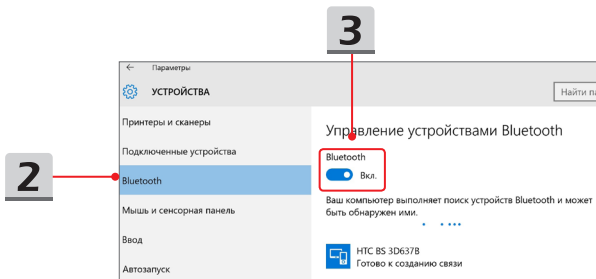 3
Параметры
УСТРОЙСТВА
Принтеры и сканеры
Подключенные устройства
2
Bluetooth
Мышь и сенсорная панель
Ввод
Автозапуск
Найти па
Управление устройствами Bluetooth
Bluetooth
Вкл.
Ваш компьютер выполняет поиск устройств Bluetooth и может
быть обнаружен ими.
HTC BS 3D637B
Готово к созданию связи